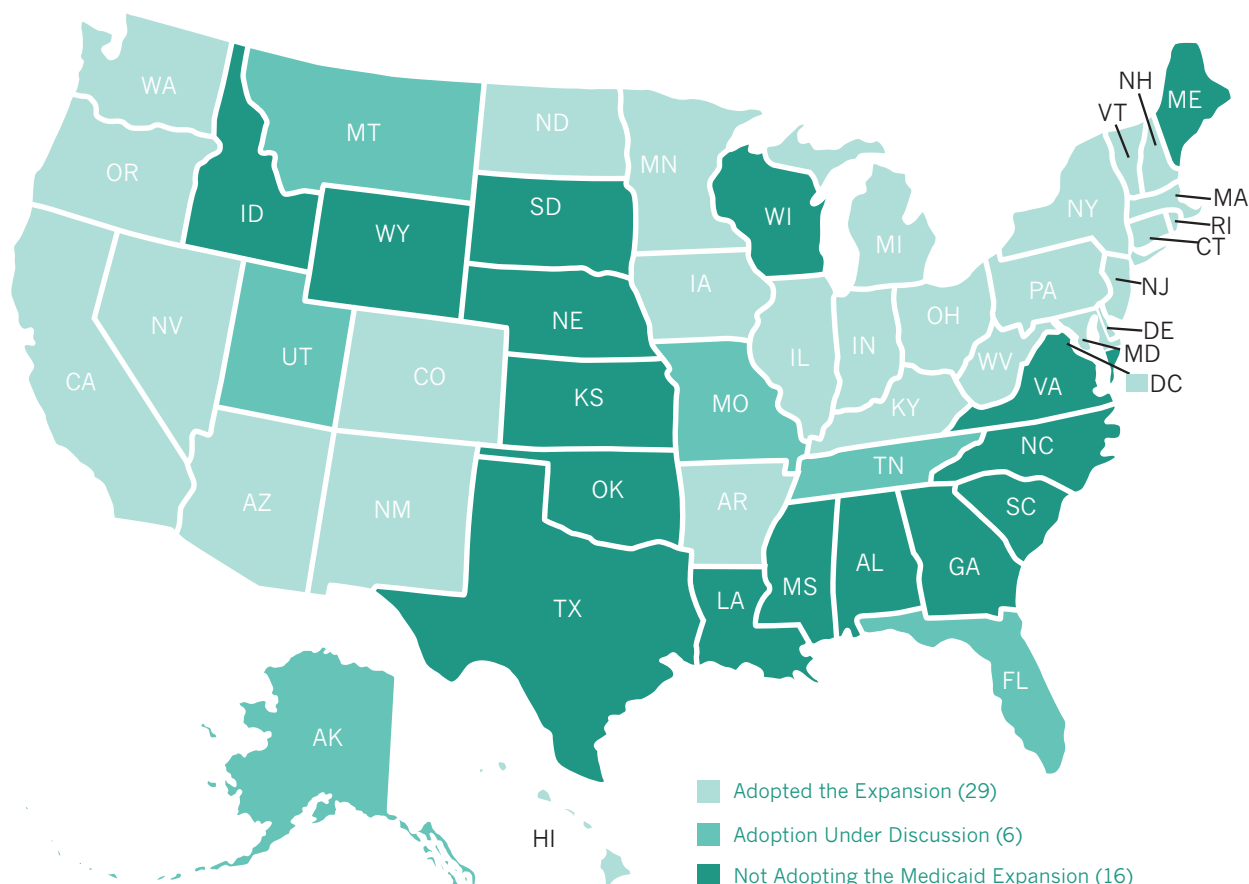 WA
MT
ND
MN
OR
ID
WY
SD
WI
MI
NY
VT
NH
ME
MA
RI
CT
NJ
DE
MD
DC
PA
OH
IN
IL
IA
NE
NV
UT
CO
CA
KS
MO
KY
WV
VA
NC
TN
SC
AR
OK
NM
AZ
TX
LA
MS
AL
GA
FL
AK
HI
Adopted the Expansion (29)
Adoption Under Discussion (6)
Not Adopting the Medicaid Expansion (16)